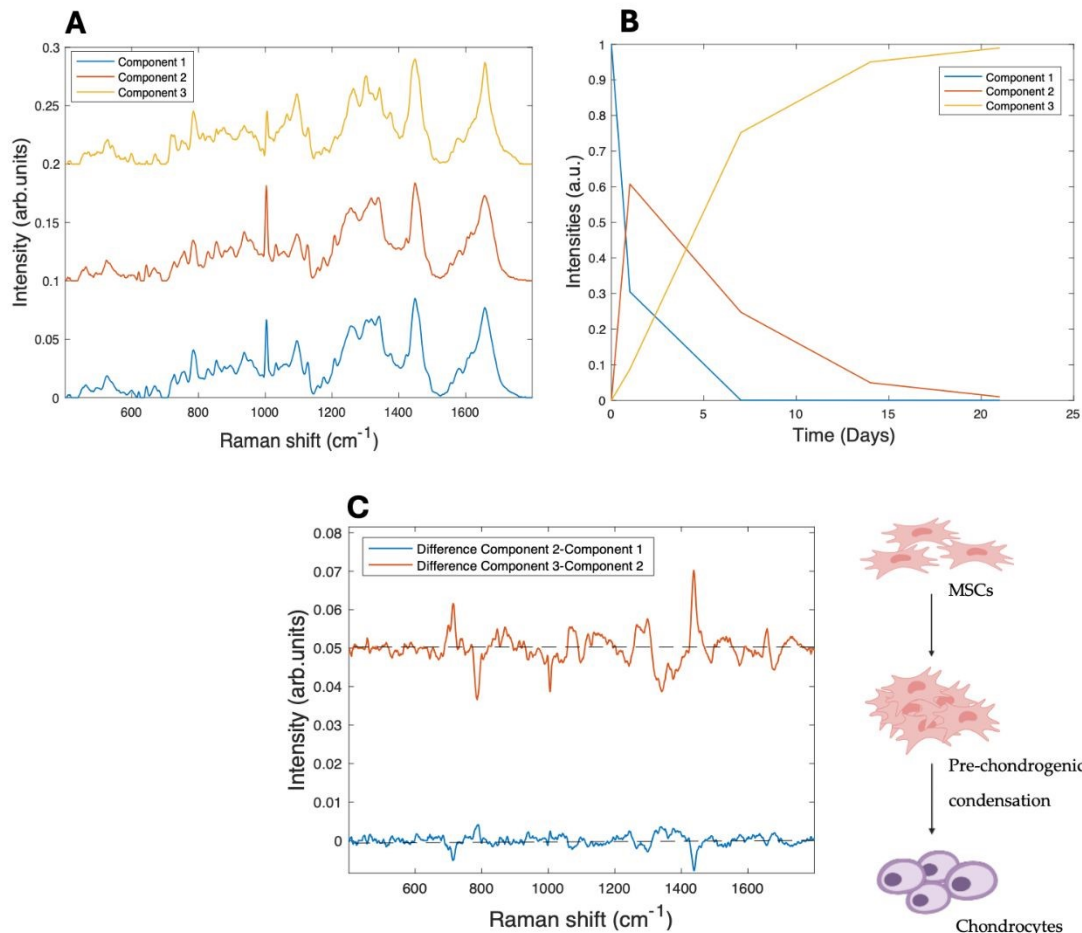 A
Intensity (arb.units)
0.3
0.25
0.2
0.15
0.1
0.05
0
Component 1
Component 2
Component 3
600 800 1000 1200 1400 1600
Raman shift (cm-1)
B
Intensities (a.u.)
1
0.9
0.8
0.7
0.6
0.5
0.4
0.3
0.2
0.1
0
Component 1
Component 2
Component 3
0 5 10 15 20 25
Time (Days)
C
Intensity (arb.units)
0.08
0.07
0.06
0.05
0.04
0.03
0.02
0.01
0
Difference Component 2-Component 1
Difference Component 3-Component 2
600 800 1000 1200 1400 1600
Raman shift (cm-1)
MSCs
Pre-chondrogenic
condensation
Chondrocytes